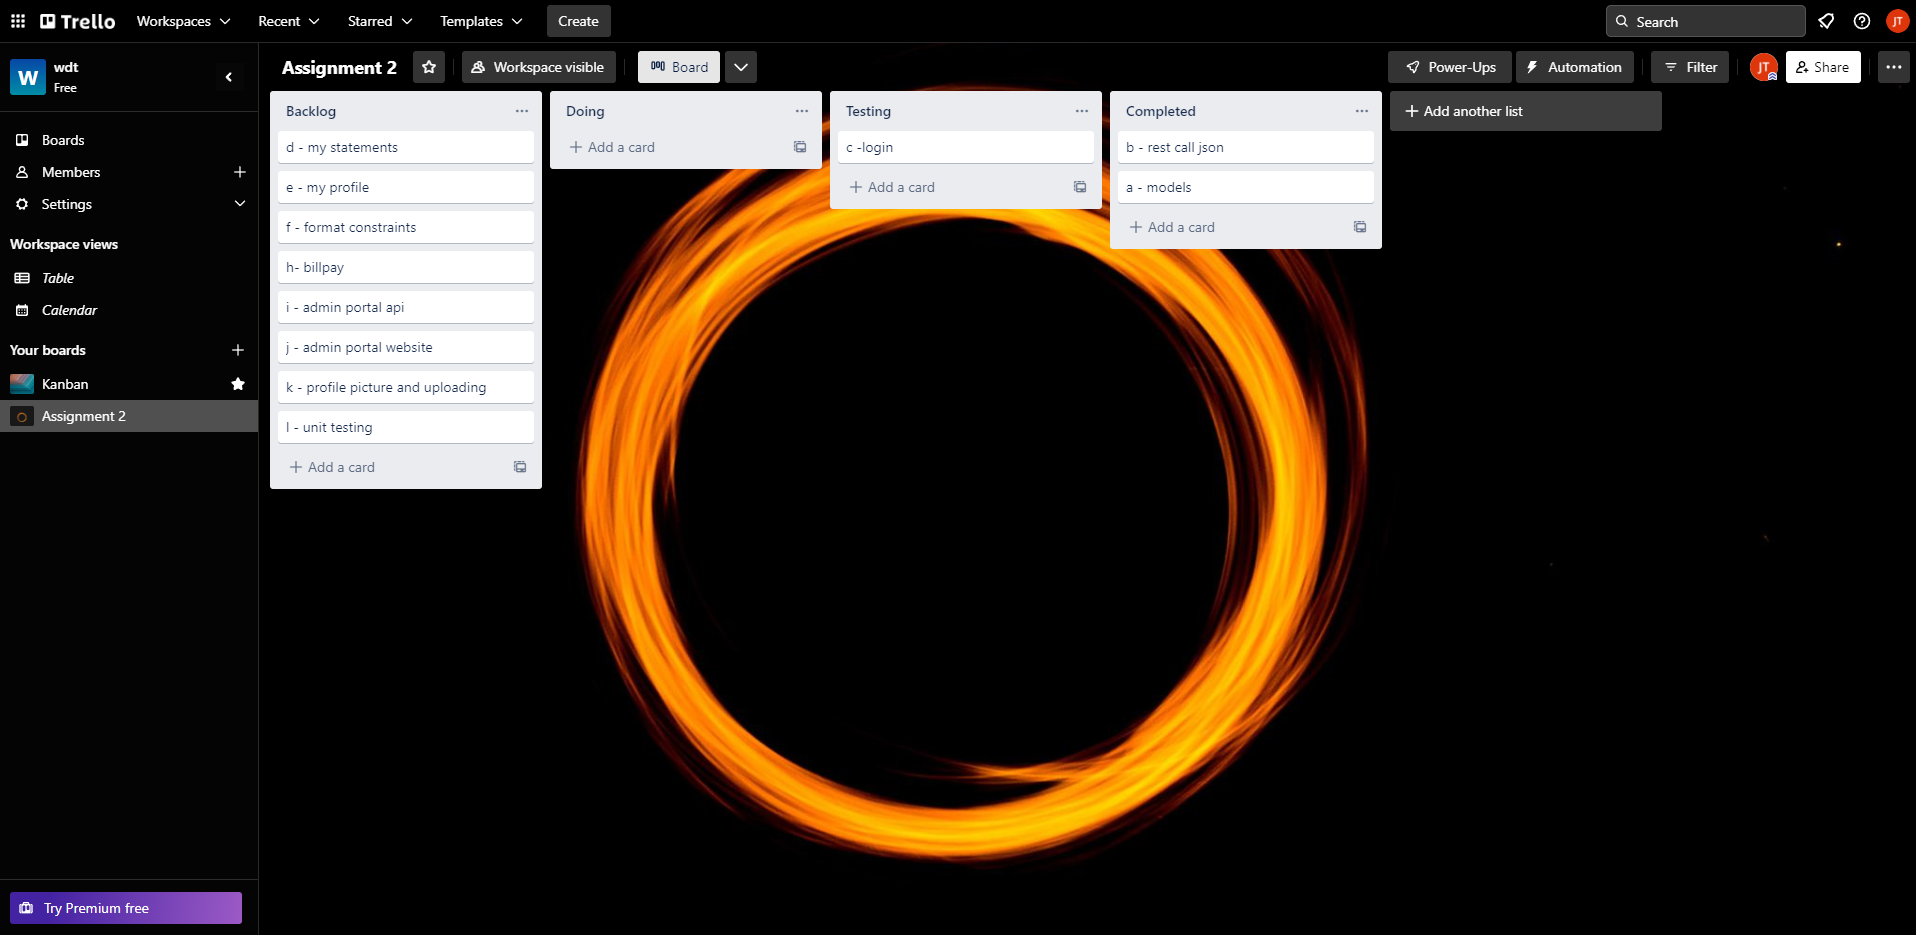 Trello
Workspaces
Recent
Starred
Templates
Create
Search
JT
W
wdt
Free
Boards
Members
Settings
Workspace views
Table
Calendar
Your boards
Kanban
Assignment 2
Try Premium free
Assignment 2
Workspace visible
Board
Power-Ups
Automation
Filter
JT
Share
Backlog
d - my statements
e - my profile
f - format constraints
h- billpay
i - admin portal api
j - admin portal website
k - profile picture and uploading
l - unit testing
Add a card
Doing
Add a card
Testing
c -login
Add a card
Completed
b - rest call json
a - models
Add a card
Add another list